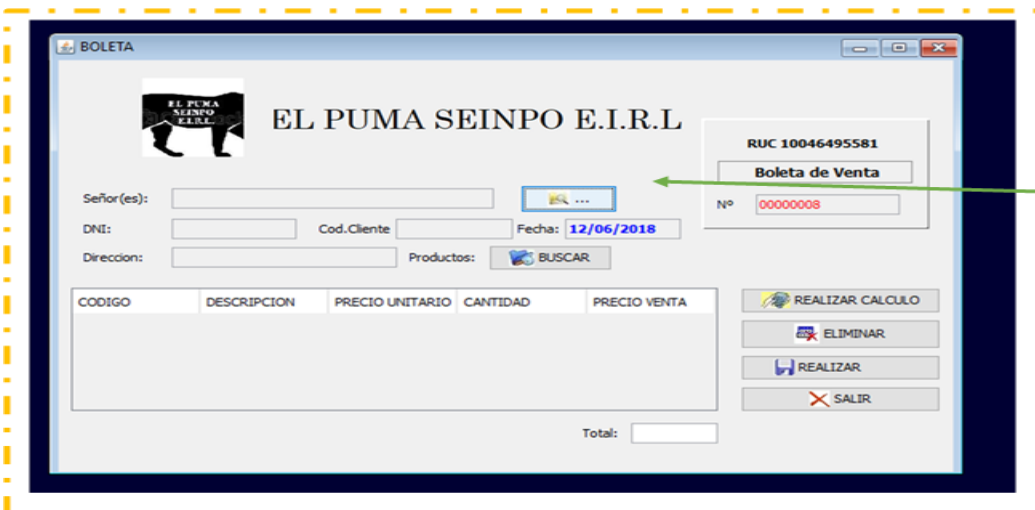 BOLETA
EL PUMA
SEINPO
E.I.R.L.
EL PUMA SEINPO E.I.R.L
RUC 10046495581
Boleta de Venta
Nº 00000008
Señor(es): ...
DNI: Cod.Cliente Fecha: 12/06/2018
Direccion: Productos: BUSCAR
CODIGO DESCRIPCION PRECIO UNITARIO CANTIDAD PRECIO VENTA
REALIZAR CALCULO
ELIMINAR
REALIZAR
SALIR
Total: